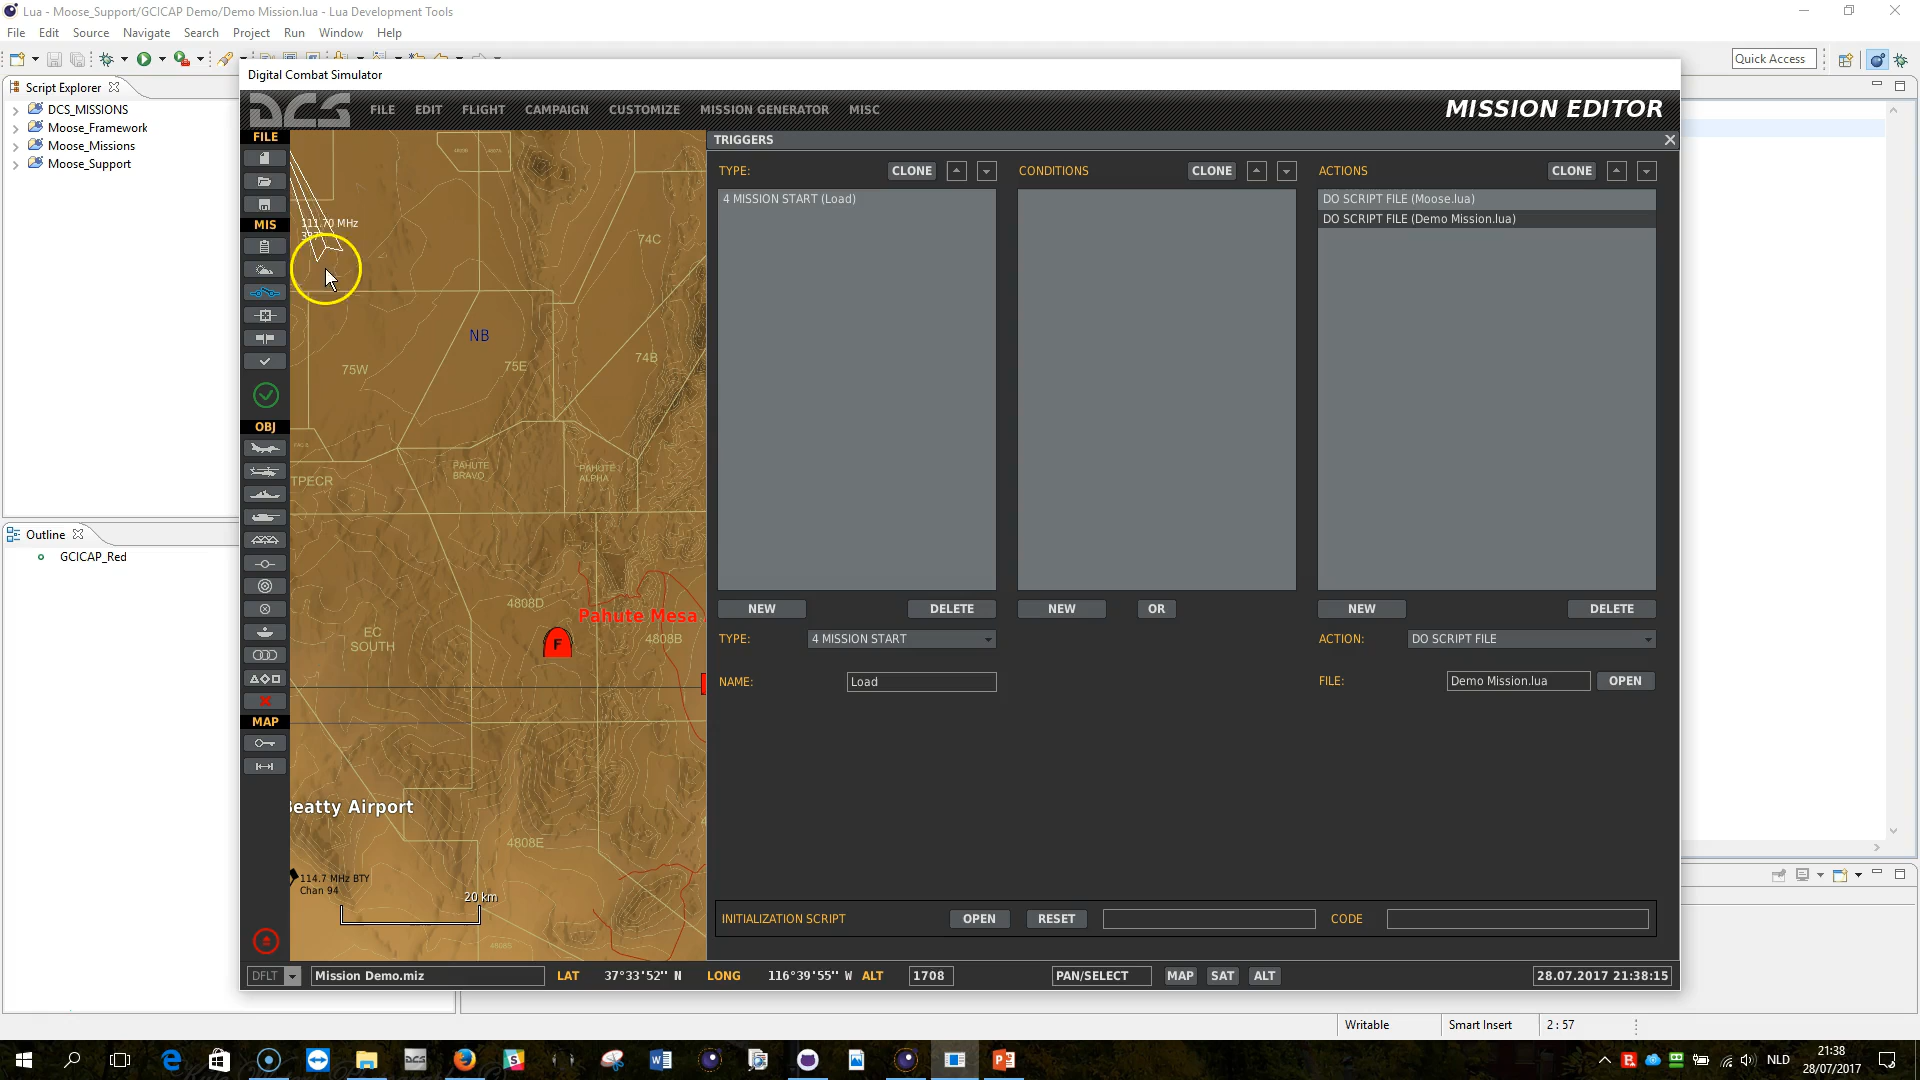 Lua - Moose_Support/GCICAP Demo/Demo Mission.lua - Lua Development Tools
File Edit Source Navigate Search Project Run Window Help
Quick Access
Script Explorer
DCS_MISSIONS
Moose_Framework
Moose_Missions
Moose_Support
Outline
GCICAP_Red
Digital Combat Simulator
DCS FILE EDIT FLIGHT CAMPAIGN CUSTOMIZE MISSION GENERATOR MISC MISSION EDITOR
FILE
MIS
OBJ
MAP
111.70 MHz
74C
NB
75W
75E
74B
PAHUTE
BRAVO
PAHUTE
ALPHA
TPECR
4808D
Pahute Mesa
4808B
EC
SOUTH
Beatty Airport
4808E
114.7 MHz BTY
Chan 94
20 km
TRIGGERS
TYPE: CLONE
CONDITIONS CLONE
ACTIONS CLONE
4 MISSION START (Load)
DO SCRIPT FILE (Moose.lua)
DO SCRIPT FILE (Demo Mission.lua)
NEW DELETE
NEW OR
NEW DELETE
TYPE: 4 MISSION START
ACTION: DO SCRIPT FILE
NAME: Load
FILE: Demo Mission.lua OPEN
INITIALIZATION SCRIPT OPEN RESET CODE
DFLT Mission Demo.miz LAT 37°33'52" N LONG 116°39'55" W ALT 1708 PAN/SELECT MAP SAT ALT 28.07.2017 21:38:15
Writable Smart Insert 2 : 57
NLD
21:38
28/07/2017